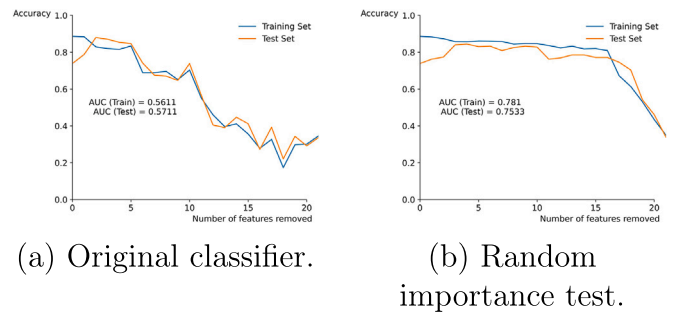 Accuracy
1.0
0.8
0.6
0.4
0.2
0.0
0 5 10 15 20
Number of features removed
Training Set
Test Set
AUC (Train) = 0.5611
AUC (Test) = 0.5711
(a) Original classifier.
Accuracy
1.0
0.8
0.6
0.4
0.2
0.0
0 5 10 15 20
Number of features removed
Training Set
Test Set
AUC (Train) = 0.781
AUC (Test) = 0.7533
(b) Random
importance test.